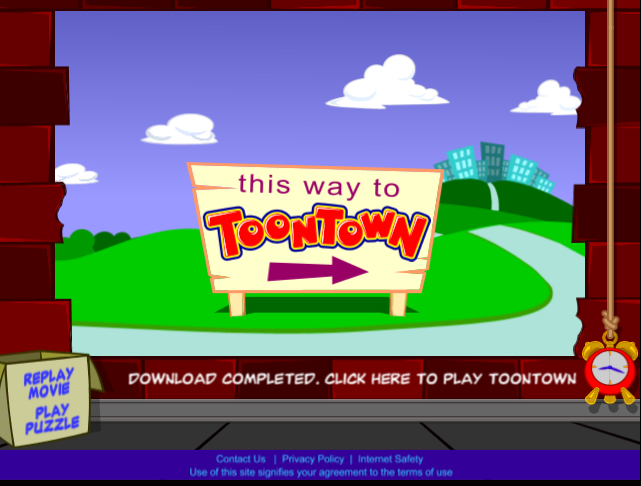 this way to
TOONTOWN
REPLAY
MOVIE
PLAY
PUZZLE
DOWNLOAD COMPLETED. CLICK HERE TO PLAY TOONTOWN
Contact Us | Privacy Policy | Internet Safety
Use of this site signifies your agreement to the terms of use